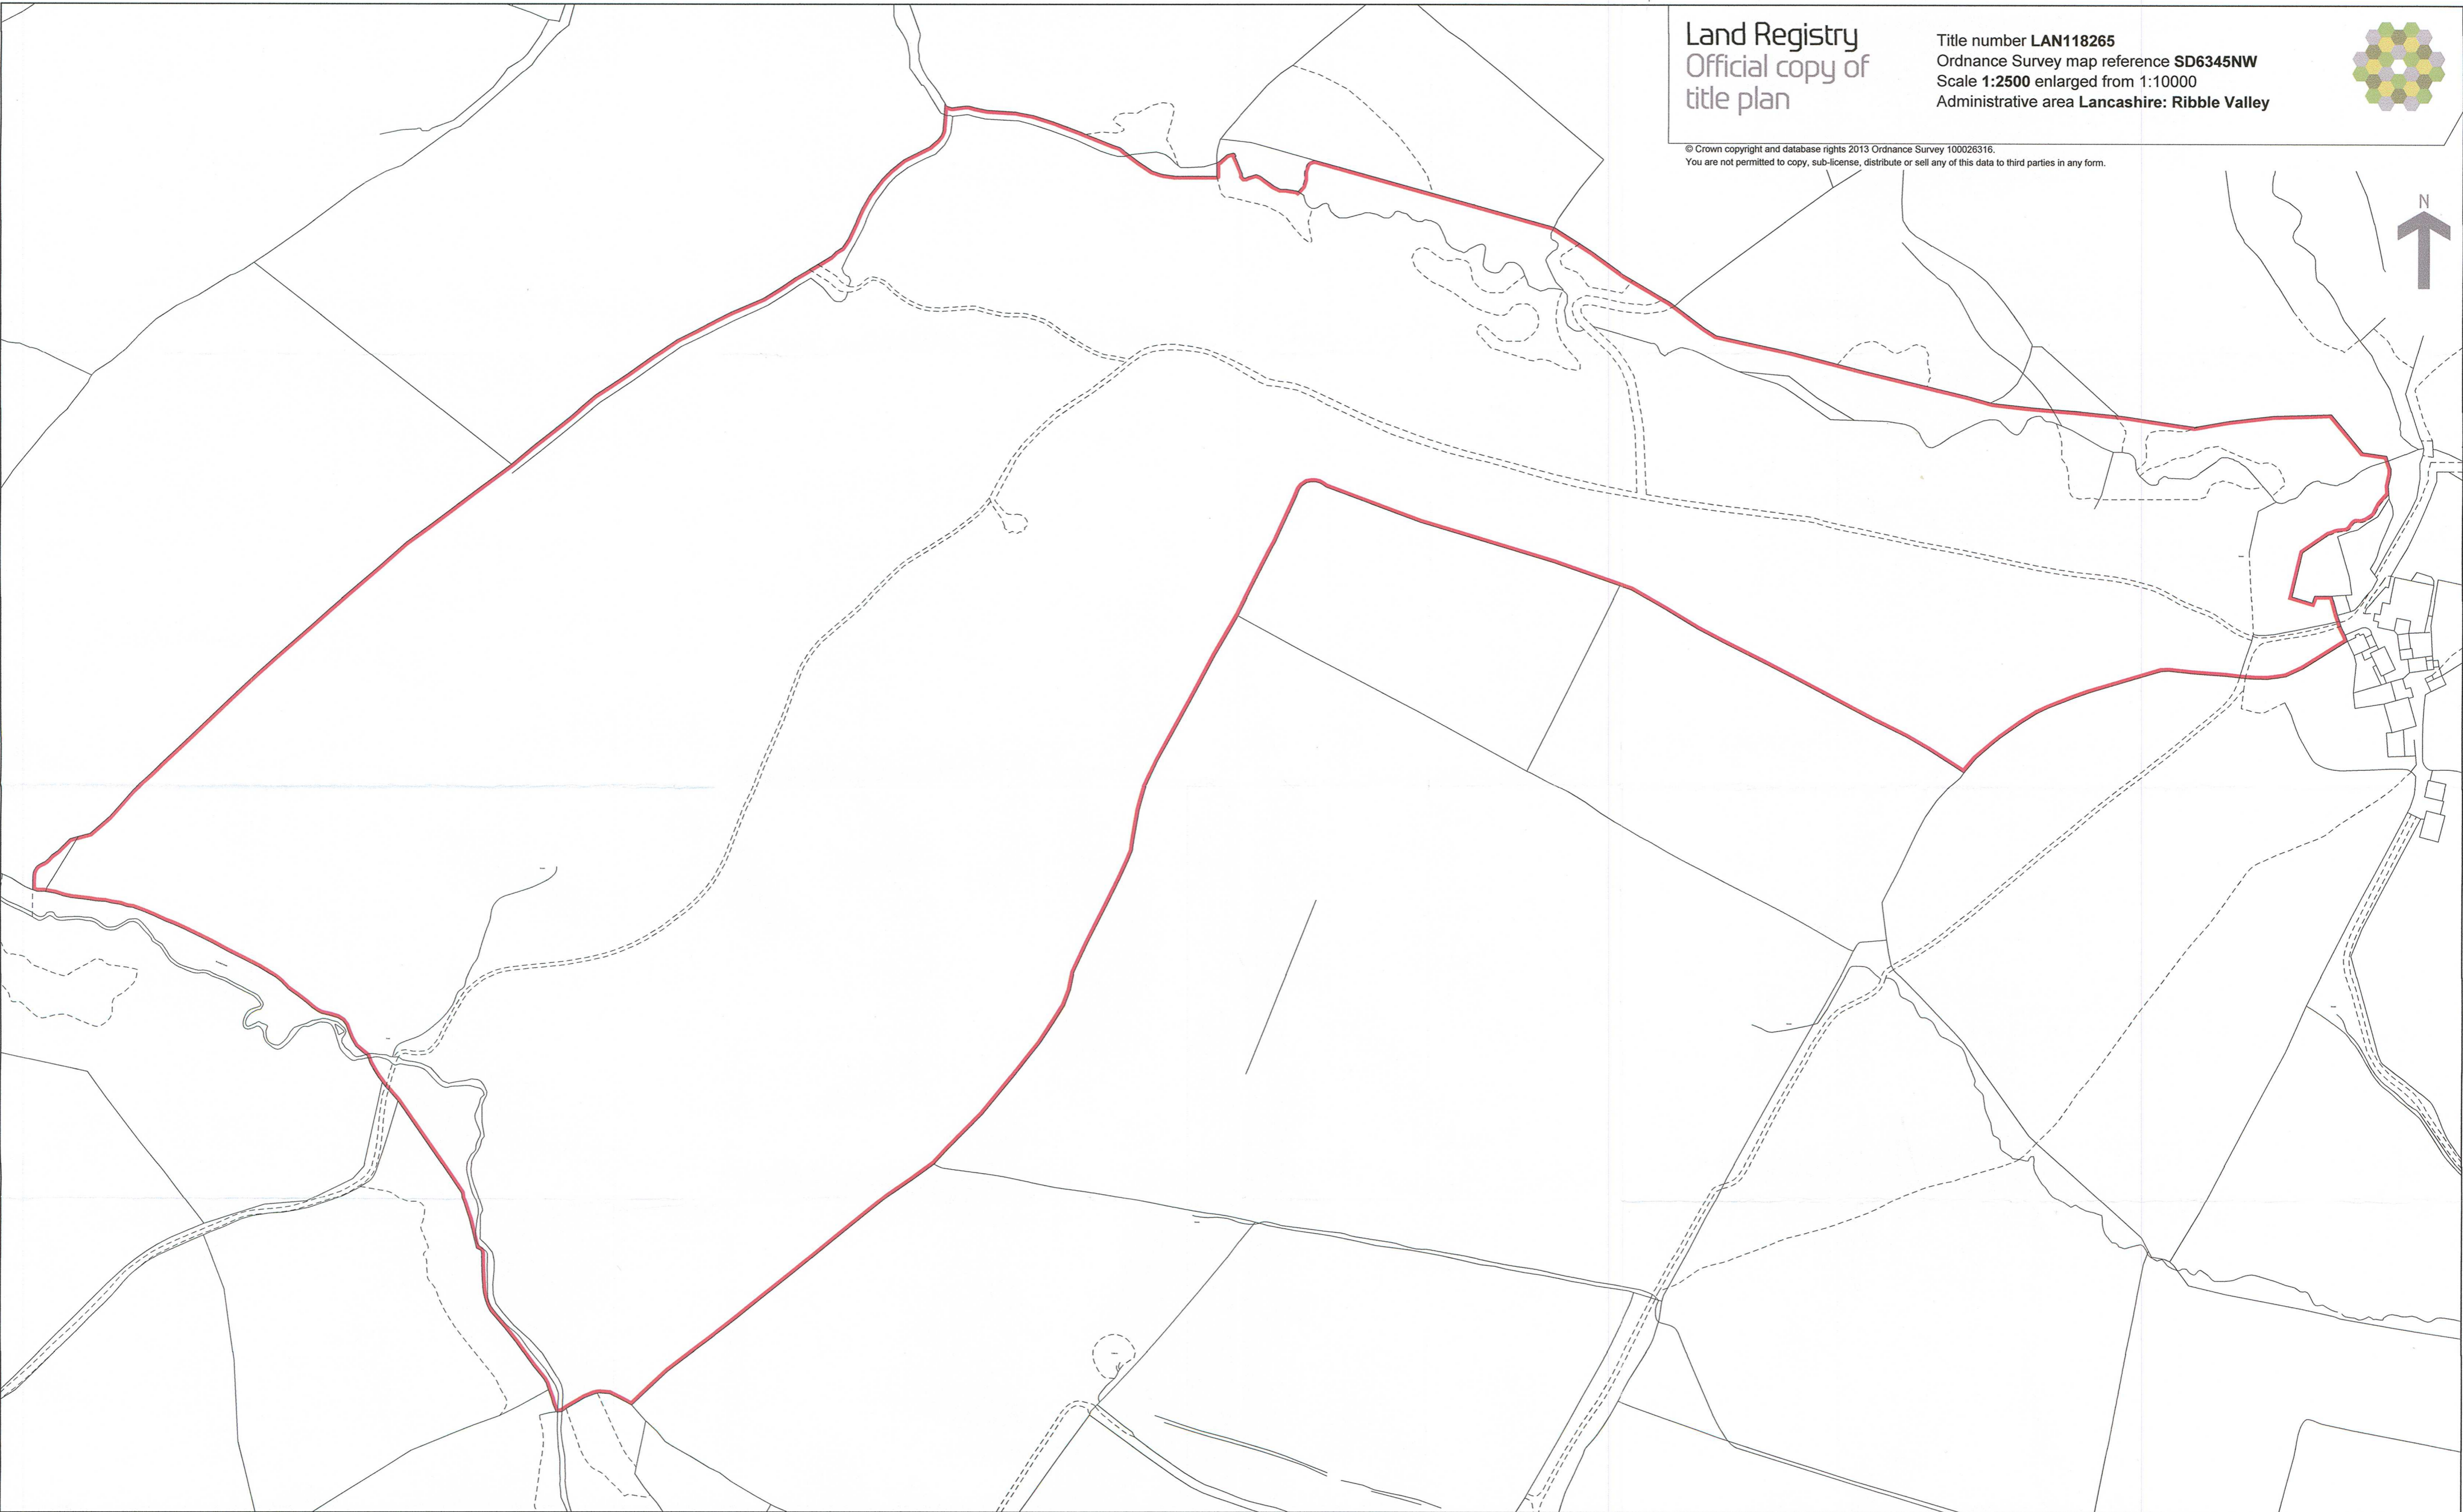 Land Registry
Official copy of
title plan
Title number LAN118265
Ordnance Survey map reference SD6345NW
Scale 1:2500 enlarged from 1:10000
Administrative area Lancashire: Ribble Valley
© Crown copyright and database rights 2013 Ordnance Survey 100026316.
You are not permitted to copy, sub-license, distribute or sell any of this data to third parties in any form.
N